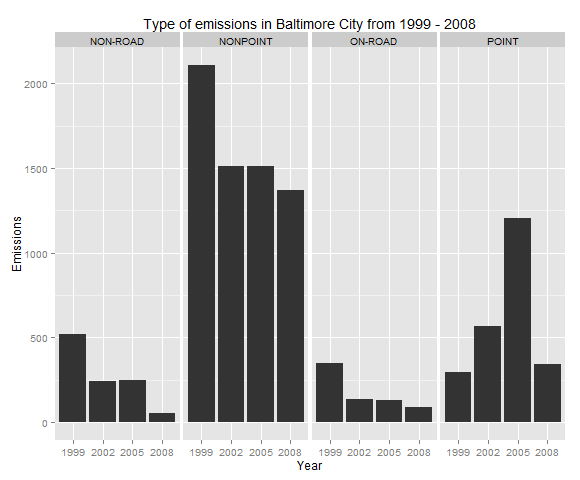 Type of emissions in Baltimore City from 1999 - 2008
NON-ROAD NONPOINT ON-ROAD POINT
2000
1500
1000
500
0
Emissions
1999 2002 2005 2008 1999 2002 2005 2008 1999 2002 2005 2008 1999 2002 2005 2008
Year